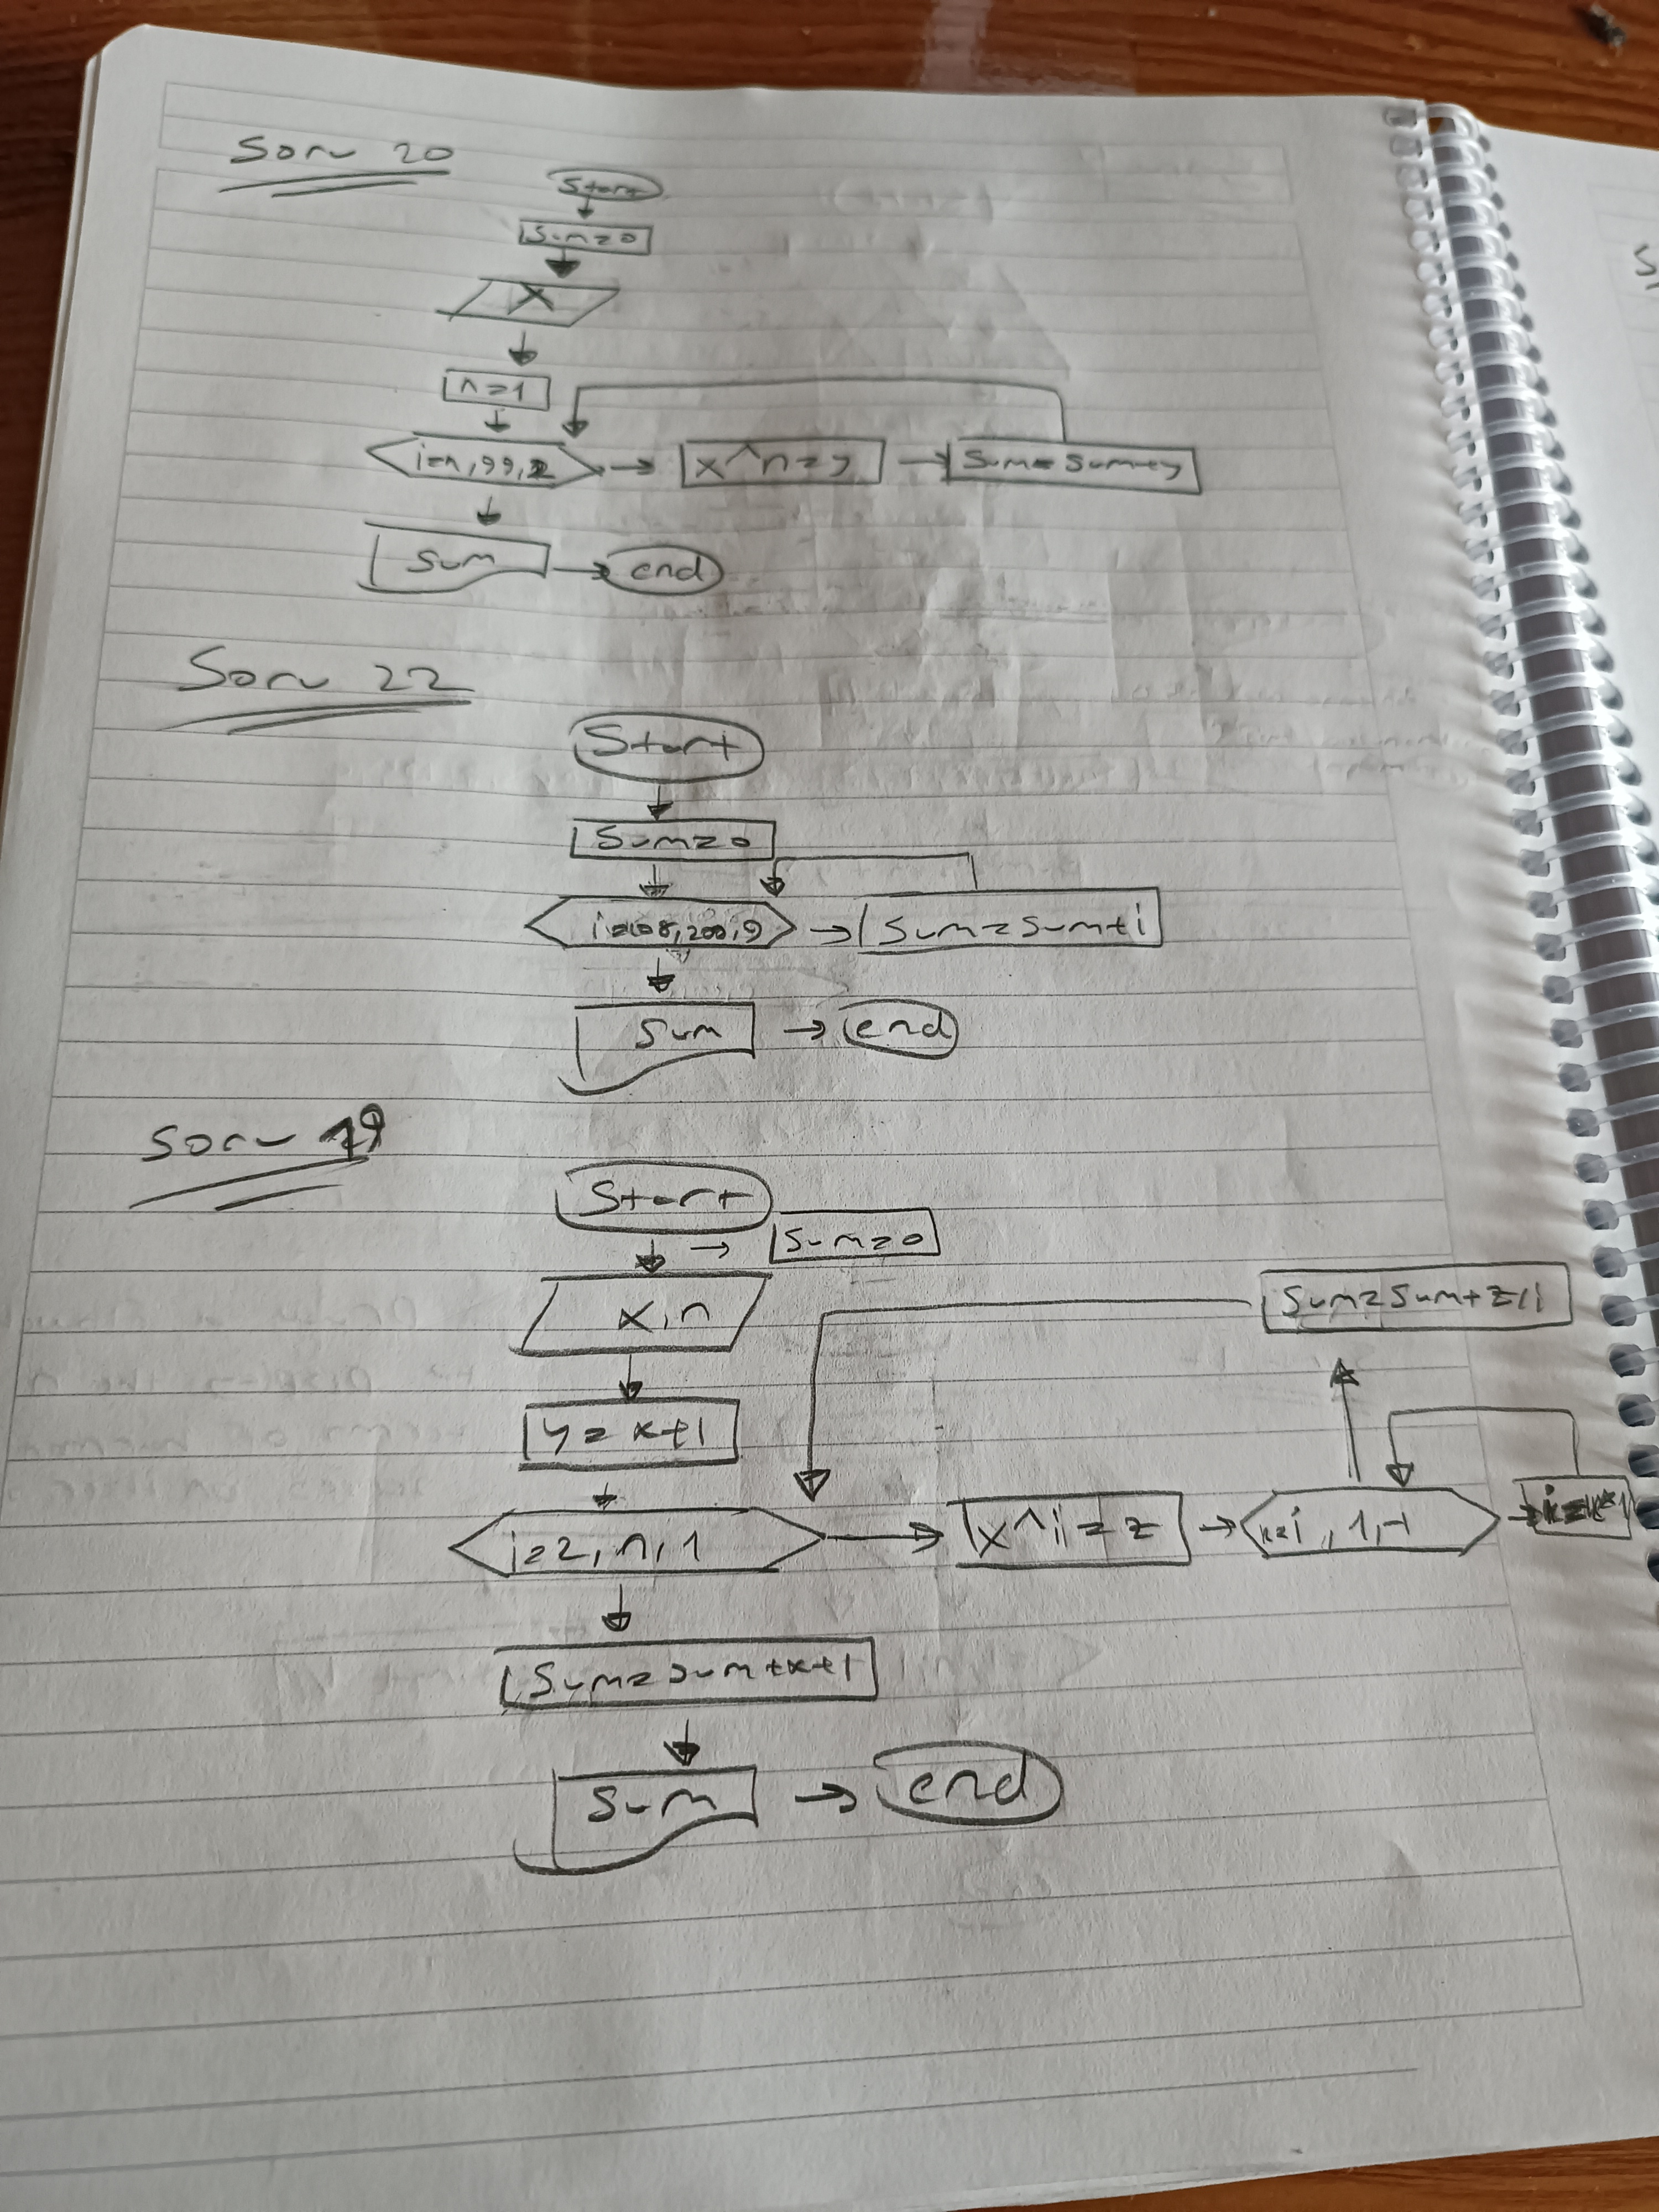 Soru 20
Start
Sum=0
X
n=1
i=n,99,2
x^n=y
Sum=Sum+y
Sum
end
Soru 22
Start
Sum=0
i=108,200,9
Sum=Sum+i
Sum
end
Soru 19
Start
Sum=0
x,n
Sum=Sum+z/i
y=x+1
i=2,n,1
x^i=z
k=i,1,-1
Sum=Sum+x+1
Sum
end